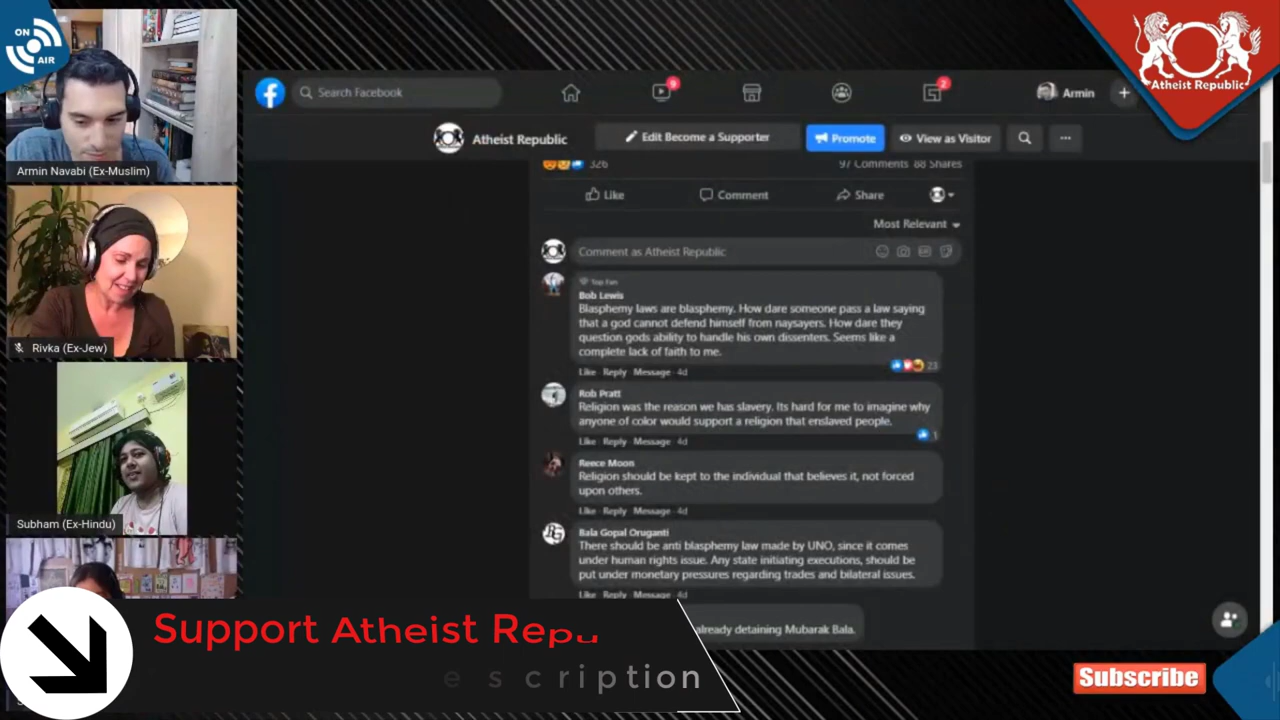 ON
AIR
Armin Navabi (Ex-Muslim)
Rivka (Ex-Jew)
Subham (Ex-Hindu)
Atheist Republic
Search Facebook
9
2
Armin
Atheist Republic
Edit Become a Supporter
Promote
View as Visitor
326
97 Comments 88 Shares
Like
Comment
Share
Most Relevant
Comment as Atheist Republic
GIF
Top Fan
Bob Lewis
Blasphemy laws are blasphemy. How dare someone pass a law saying
that a god cannot defend himself from naysayers. How dare they
question gods ability to handle his own dissenters. Seems like a
complete lack of faith to me.
23
Like Reply Message 4d
Rob Pratt
Religion was the reason we has slavery. Its hard for me to imagine why
anyone of color would support a religion that enslaved people.
1
Like Reply Message 4d
Reece Moon
Religion should be kept to the individual that believes it, not forced
upon others.
Like Reply Message 4d
RG
Bala Gopal Oruganti
There should be anti blasphemy law made by UNO, since it comes
under human rights issue. Any state initiating executions, should be
put under monetary pressures regarding trades and bilateral issues.
Like Reply Message 4d
already detaining Mubarak Bala.
Support Atheist Repu
e scription
Subscribe